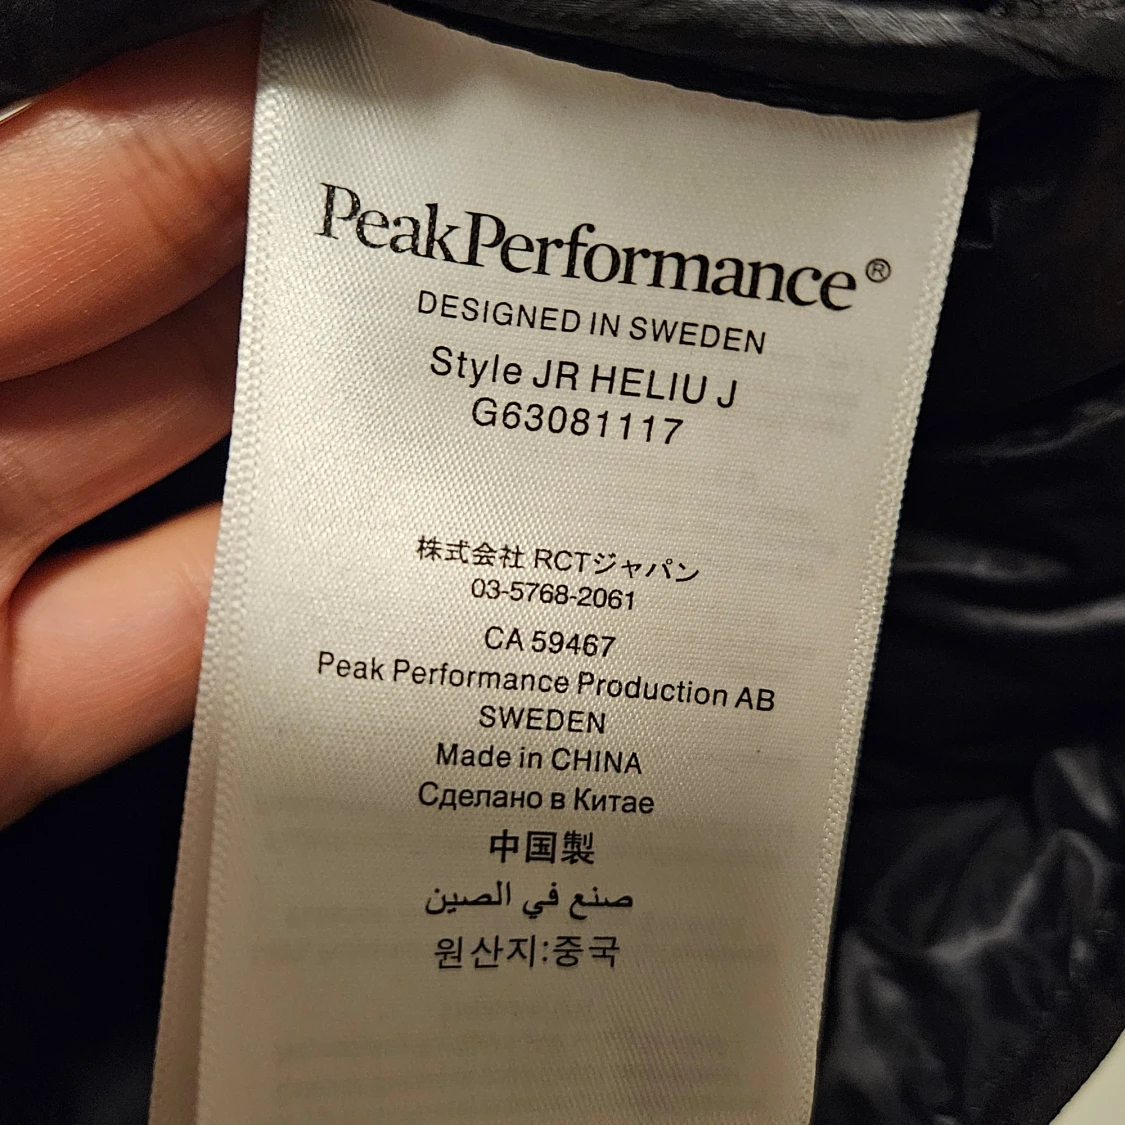 PeakPerformance®
DESIGNED IN SWEDEN
Style JR HELIU J
G63081117
株式会社 RCTジャパン
03-5768-2061
CA 59467
Peak Performance Production AB
SWEDEN
Made in CHINA
Сделано в Китае
中国製
صنع في الصين
원산지:중국